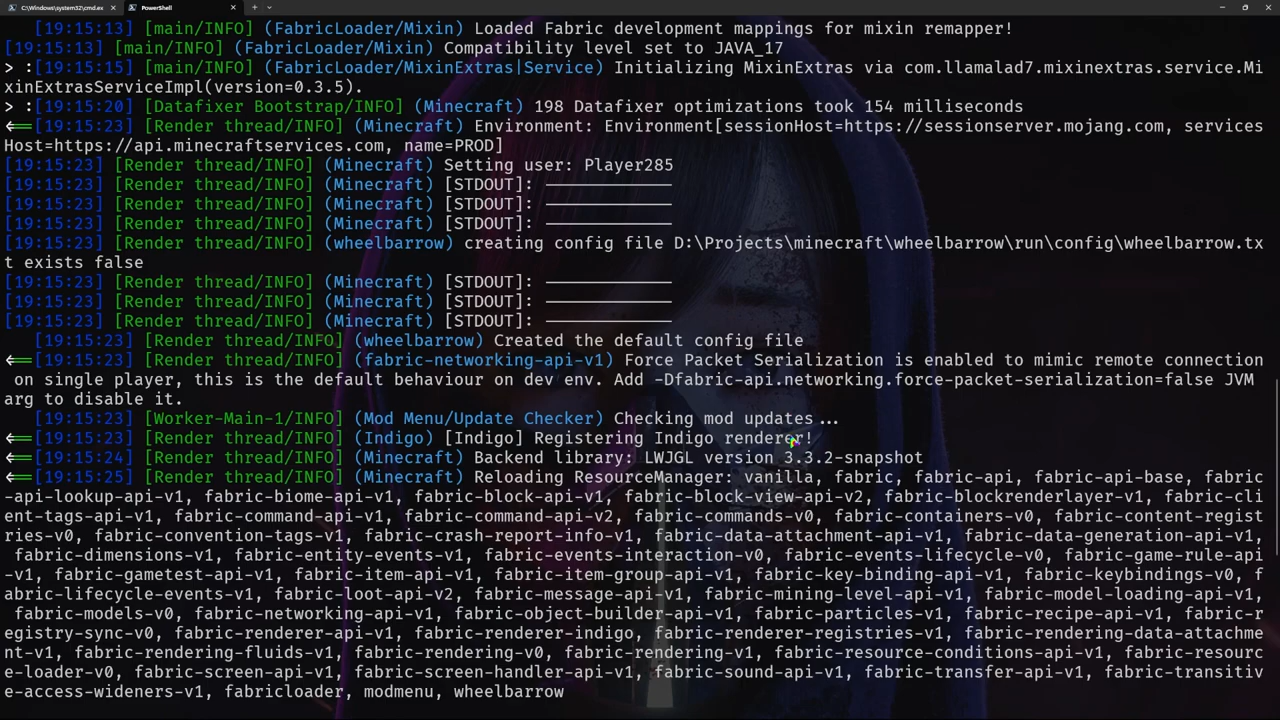 C:\Windows\system32\cmd.ex
PowerShell
[19:15:13] [main/INFO] (FabricLoader/Mixin) Loaded Fabric development mappings for mixin remapper!
[19:15:13] [main/INFO] (FabricLoader/Mixin) Compatibility level set to JAVA_17
> :[19:15:15] [main/INFO] (FabricLoader/MixinExtras|Service) Initializing MixinExtras via com.llamalad7.mixinextras.service.Mi
xinExtrasServiceImpl(version=0.3.5).
> :[19:15:20] [Datafixer Bootstrap/INFO] (Minecraft) 198 Datafixer optimizations took 154 milliseconds
<==[19:15:23] [Render thread/INFO] (Minecraft) Environment: Environment[sessionHost=https://sessionserver.mojang.com, services
Host=https://api.minecraftservices.com, name=PROD]
[19:15:23] [Render thread/INFO] (Minecraft) Setting user: Player285
[19:15:23] [Render thread/INFO] (Minecraft) [STDOUT]: ─────────────
[19:15:23] [Render thread/INFO] (Minecraft) [STDOUT]: ─────────────
[19:15:23] [Render thread/INFO] (Minecraft) [STDOUT]: ─────────────
[19:15:23] [Render thread/INFO] (wheelbarrow) creating config file D:\Projects\minecraft\wheelbarrow\run\config\wheelbarrow.tx
t exists false
[19:15:23] [Render thread/INFO] (Minecraft) [STDOUT]: ─────────────
[19:15:23] [Render thread/INFO] (Minecraft) [STDOUT]: ─────────────
[19:15:23] [Render thread/INFO] (Minecraft) [STDOUT]: ─────────────
[19:15:23] [Render thread/INFO] (wheelbarrow) Created the default config file
<==[19:15:23] [Render thread/INFO] (fabric-networking-api-v1) Force Packet Serialization is enabled to mimic remote connection
on single player, this is the default behaviour on dev env. Add -Dfabric-api.networking.force-packet-serialization=false JVM
arg to disable it.
[19:15:23] [Worker-Main-1/INFO] (Mod Menu/Update Checker) Checking mod updates...
<==[19:15:23] [Render thread/INFO] (Indigo) [Indigo] Registering Indigo renderer!
<==[19:15:24] [Render thread/INFO] (Minecraft) Backend library: LWJGL version 3.3.2-snapshot
<==[19:15:25] [Render thread/INFO] (Minecraft) Reloading ResourceManager: vanilla, fabric, fabric-api, fabric-api-base, fabric
-api-lookup-api-v1, fabric-biome-api-v1, fabric-block-api-v1, fabric-block-view-api-v2, fabric-blockrenderlayer-v1, fabric-cli
ent-tags-api-v1, fabric-command-api-v1, fabric-command-api-v2, fabric-commands-v0, fabric-containers-v0, fabric-content-regist
ries-v0, fabric-convention-tags-v1, fabric-crash-report-info-v1, fabric-data-attachment-api-v1, fabric-data-generation-api-v1,
fabric-dimensions-v1, fabric-entity-events-v1, fabric-events-interaction-v0, fabric-events-lifecycle-v0, fabric-game-rule-api
-v1, fabric-gametest-api-v1, fabric-item-api-v1, fabric-item-group-api-v1, fabric-key-binding-api-v1, fabric-keybindings-v0, f
abric-lifecycle-events-v1, fabric-loot-api-v2, fabric-message-api-v1, fabric-mining-level-api-v1, fabric-model-loading-api-v1,
fabric-models-v0, fabric-networking-api-v1, fabric-object-builder-api-v1, fabric-particles-v1, fabric-recipe-api-v1, fabric-r
egistry-sync-v0, fabric-renderer-api-v1, fabric-renderer-indigo, fabric-renderer-registries-v1, fabric-rendering-data-attachme
nt-v1, fabric-rendering-fluids-v1, fabric-rendering-v0, fabric-rendering-v1, fabric-resource-conditions-api-v1, fabric-resourc
e-loader-v0, fabric-screen-api-v1, fabric-screen-handler-api-v1, fabric-sound-api-v1, fabric-transfer-api-v1, fabric-transitiv
e-access-wideners-v1, fabricloader, modmenu, wheelbarrow